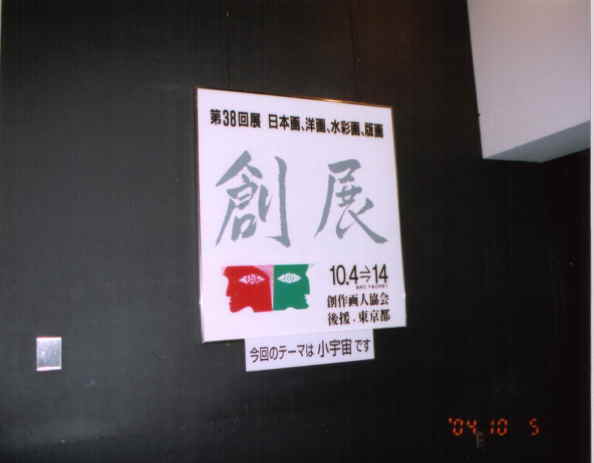 第38回展 日本画、洋画、水彩画、版画
創展
10.4⇒14
創作画人協会
後援．東京都
今回のテーマは 小宇宙 です
'04 10 5